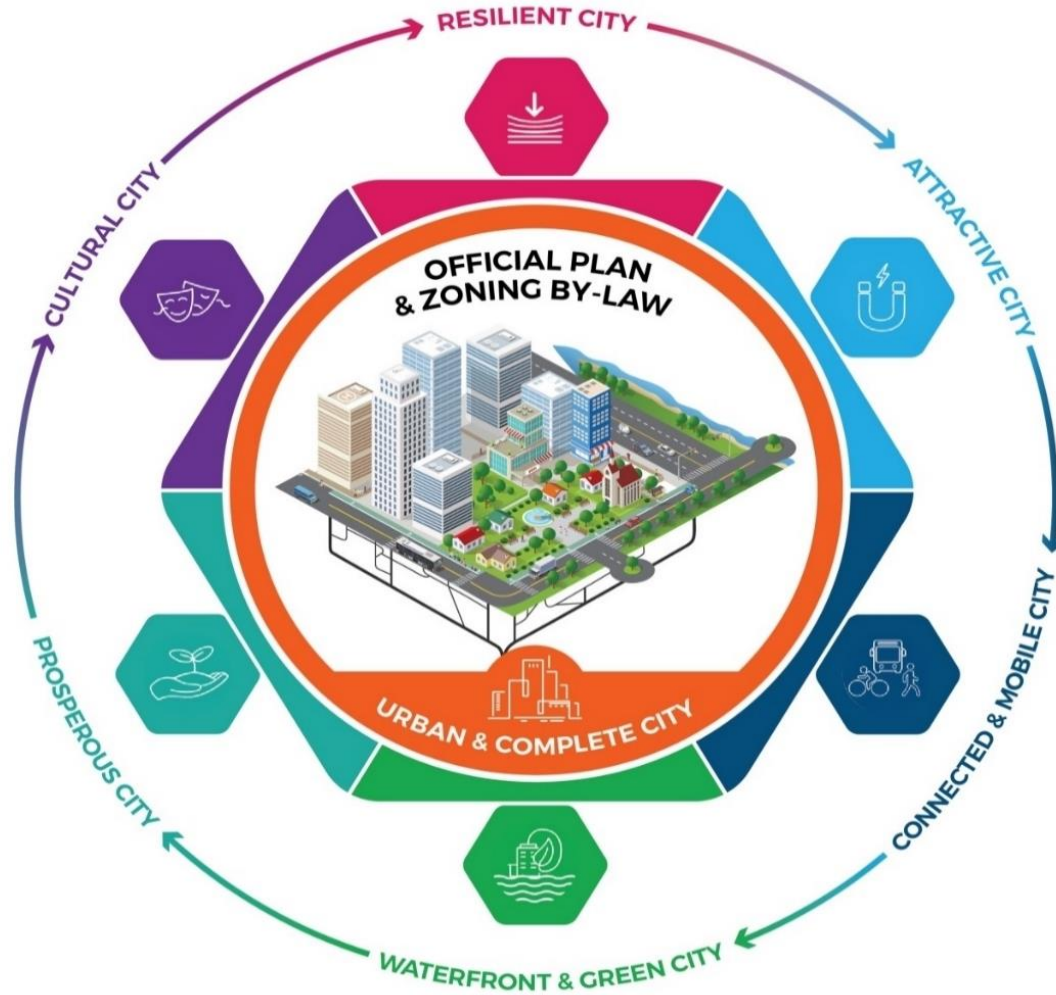 RESILIENT CITY
ATTRACTIVE CITY
CONNECTED & MOBILE CITY
WATERFRONT & GREEN CITY
PROSPEROUS CITY
CULTURAL CITY
OFFICIAL PLAN
& ZONING BY-LAW
URBAN & COMPLETE CITY